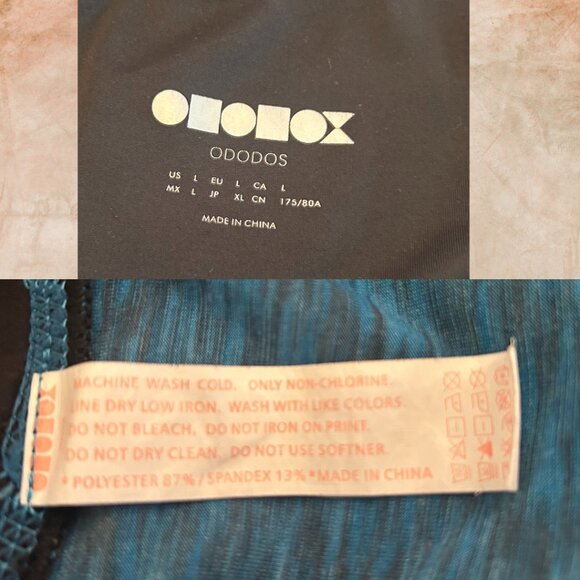 ODODOS
US L EU L CA L
MX L JP XL CN 175/80A
MADE IN CHINA
MACHINE WASH COLD. ONLY NON-CHLORINE.
LINE DRY LOW IRON. WASH WITH LIKE COLORS.
DO NOT BLEACH. DO NOT IRON ON PRINT.
DO NOT DRY CLEAN. DO NOT USE SOFTNER.
* POLYESTER 87% / SPANDEX 13% * MADE IN CHINA